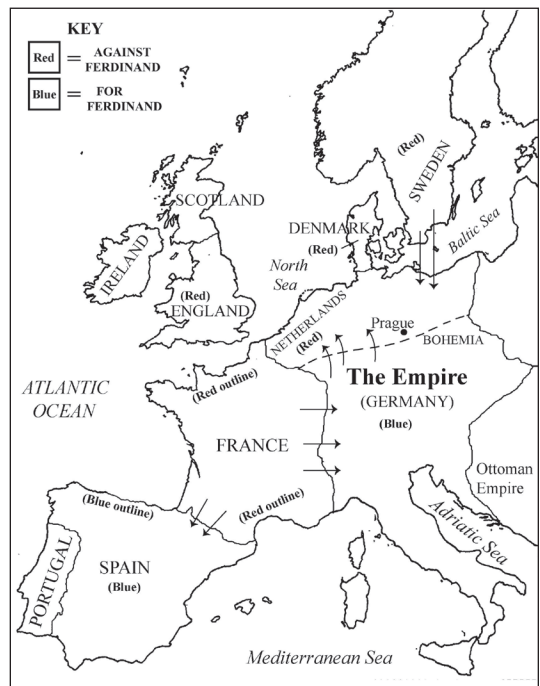 KEY
Red = AGAINST
FERDINAND
Blue = FOR
FERDINAND
(Red)
SWEDEN
SCOTLAND
DENMARK
(Red)
Baltic Sea
IRELAND
North
Sea
(Red)
ENGLAND
NETHERLANDS
(Red)
Prague
BOHEMIA
The Empire
(GERMANY)
(Blue)
ATLANTIC
OCEAN
(Red outline)
FRANCE
Ottoman
Empire
(Blue outline)
(Red outline)
Adriatic Sea
PORTUGAL
SPAIN
(Blue)
Mediterranean Sea